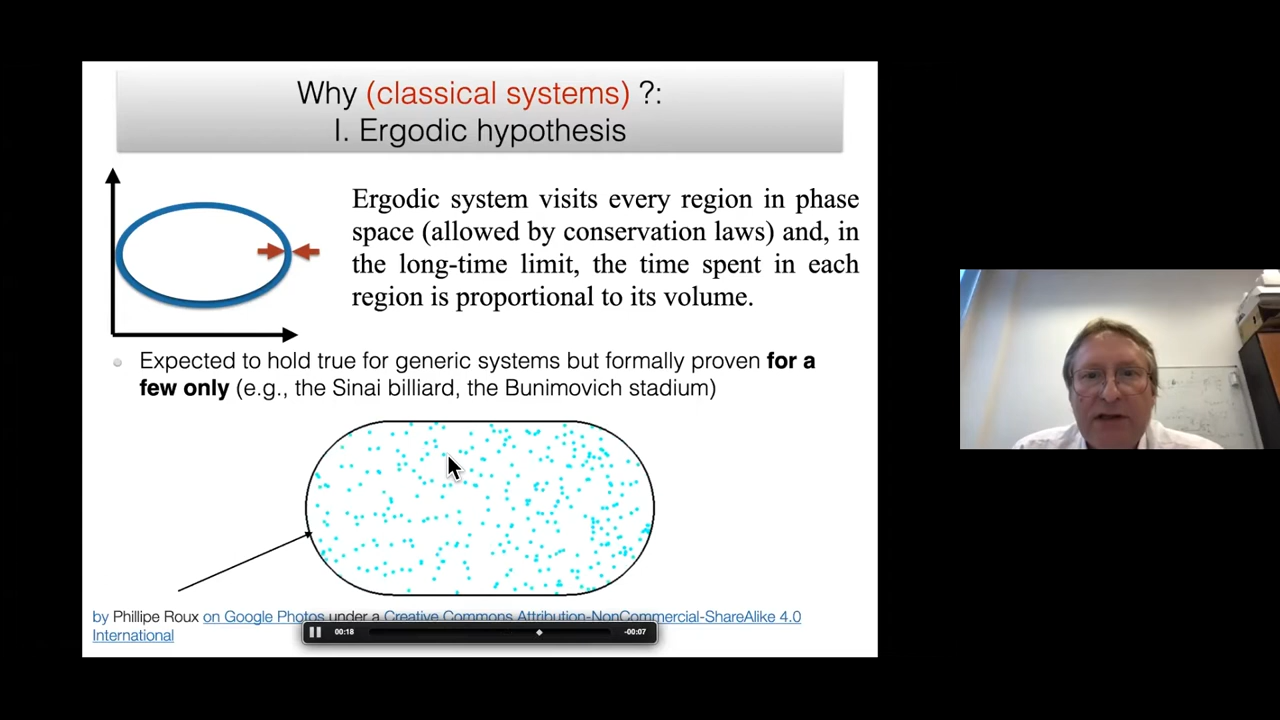 Why (classical systems) ?:
I. Ergodic hypothesis
Ergodic system visits every region in phase
space (allowed by conservation laws) and, in
the long-time limit, the time spent in each
region is proportional to its volume.
Expected to hold true for generic systems but formally proven for a
few only (e.g., the Sinai billiard, the Bunimovich stadium)
by Phillipe Roux on Google Photos under a Creative Commons Attribution-NonCommercial-ShareAlike 4.0
International
00:18 -00:07